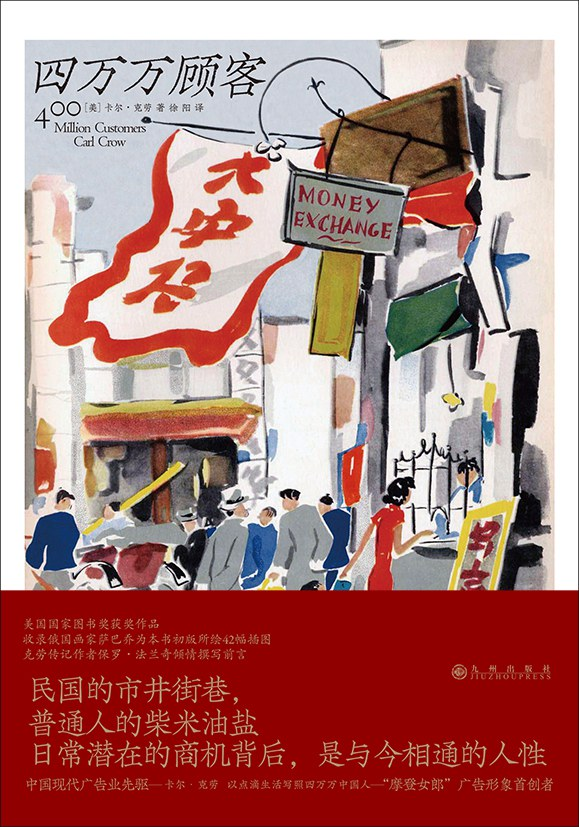 四万万顾客
400
[美]卡尔·克劳 著 徐阳 译
Million Customers
Carl Crow
MONEY
EXCHANGE
美国国家图书奖获奖作品
收录俄国画家萨巴乔为本书初版所绘42幅插图
克劳传记作者保罗·法兰奇倾情撰写前言
九州出版社
JIUZHOUPRESS
民国的市井街巷，
普通人的柴米油盐
日常潜在的商机背后，是与今相通的人性
中国现代广告业先驱—卡尔·克劳 以点滴生活写照四万万中国人—“摩登女郎”广告形象首创者